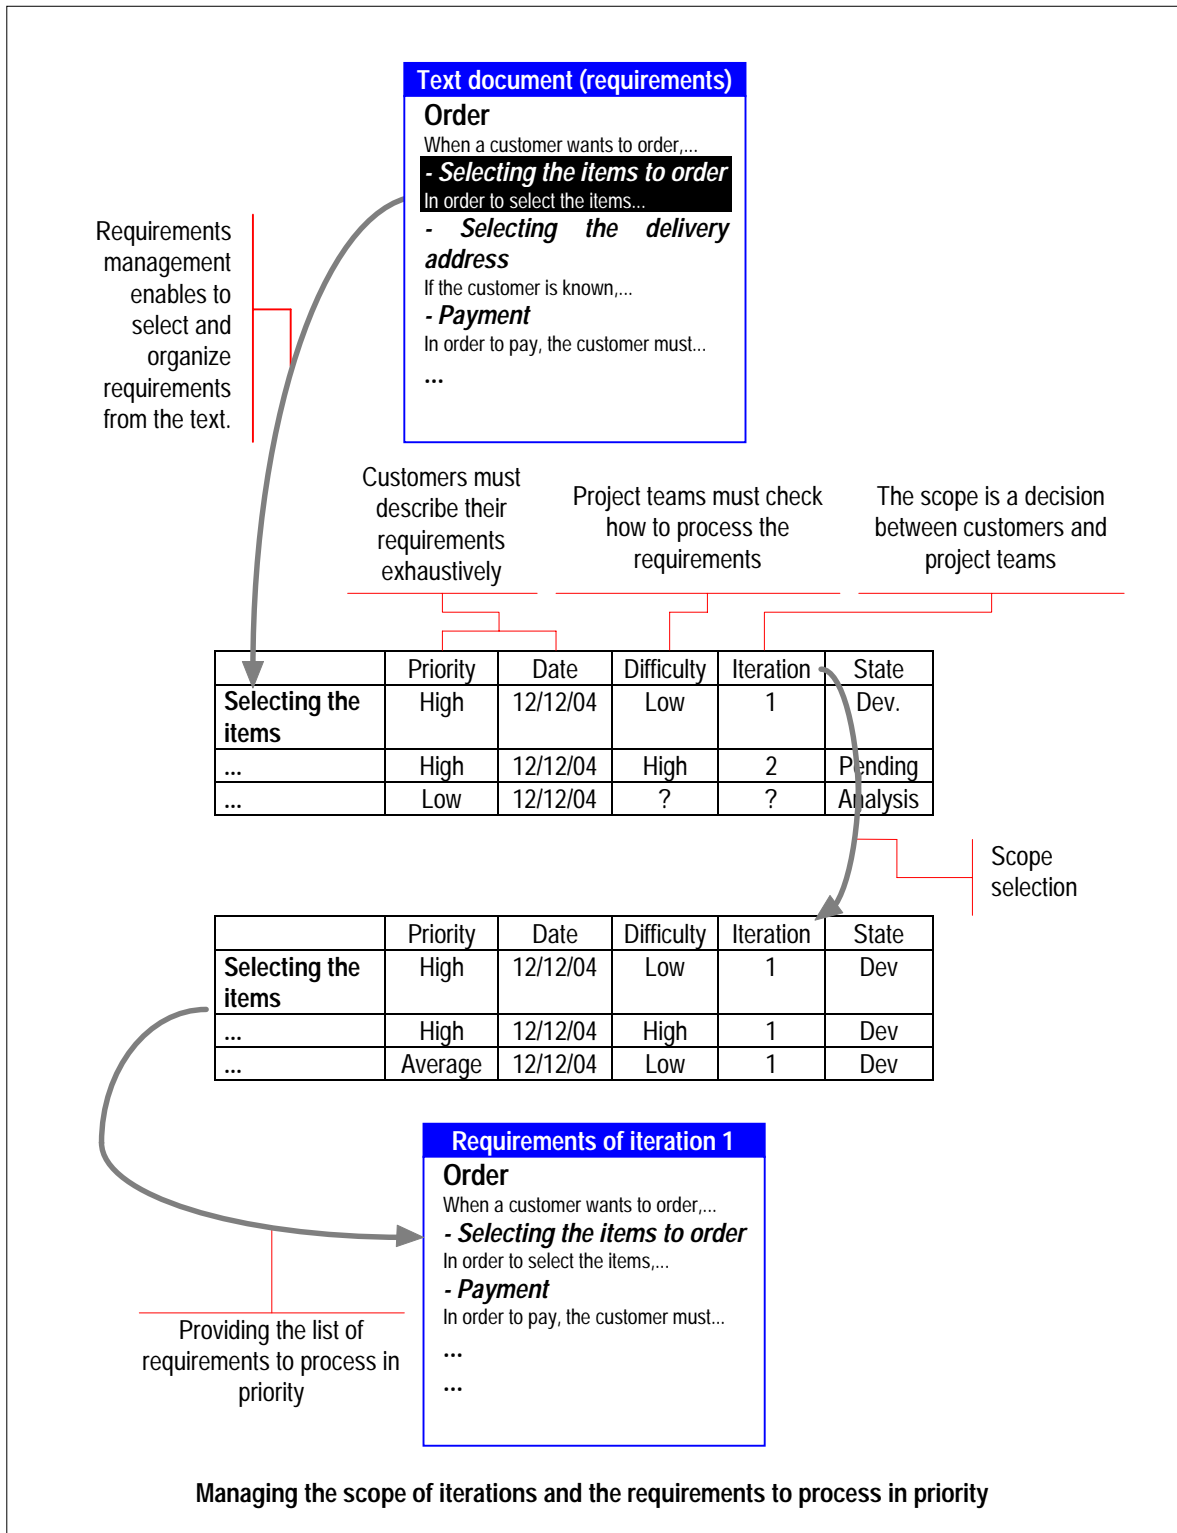 Text document (requirements)
Order
When a customer wants to order,...
- Selecting the items to order
In order to select the items...
- Selecting the delivery
address
If the customer is known,...
- Payment
In order to pay, the customer must...
...
Requirements
management
enables to
select and
organize
requirements
from the text.
Customers must
describe their
requirements
exhaustively
Project teams must check
how to process the
requirements
The scope is a decision
between customers and
project teams
Priority Date Difficulty Iteration State
Selecting the High 12/12/04 Low 1 Dev.
items
... High 12/12/04 High 2 Pending
... Low 12/12/04 ? ? Analysis
Scope
selection
Priority Date Difficulty Iteration State
Selecting the High 12/12/04 Low 1 Dev
items
... High 12/12/04 High 1 Dev
... Average 12/12/04 Low 1 Dev
Requirements of iteration 1
Order
When a customer wants to order,...
- Selecting the items to order
In order to select the items,...
- Payment
In order to pay, the customer must...
...
...
Providing the list of
requirements to process in
priority
Managing the scope of iterations and the requirements to process in priority